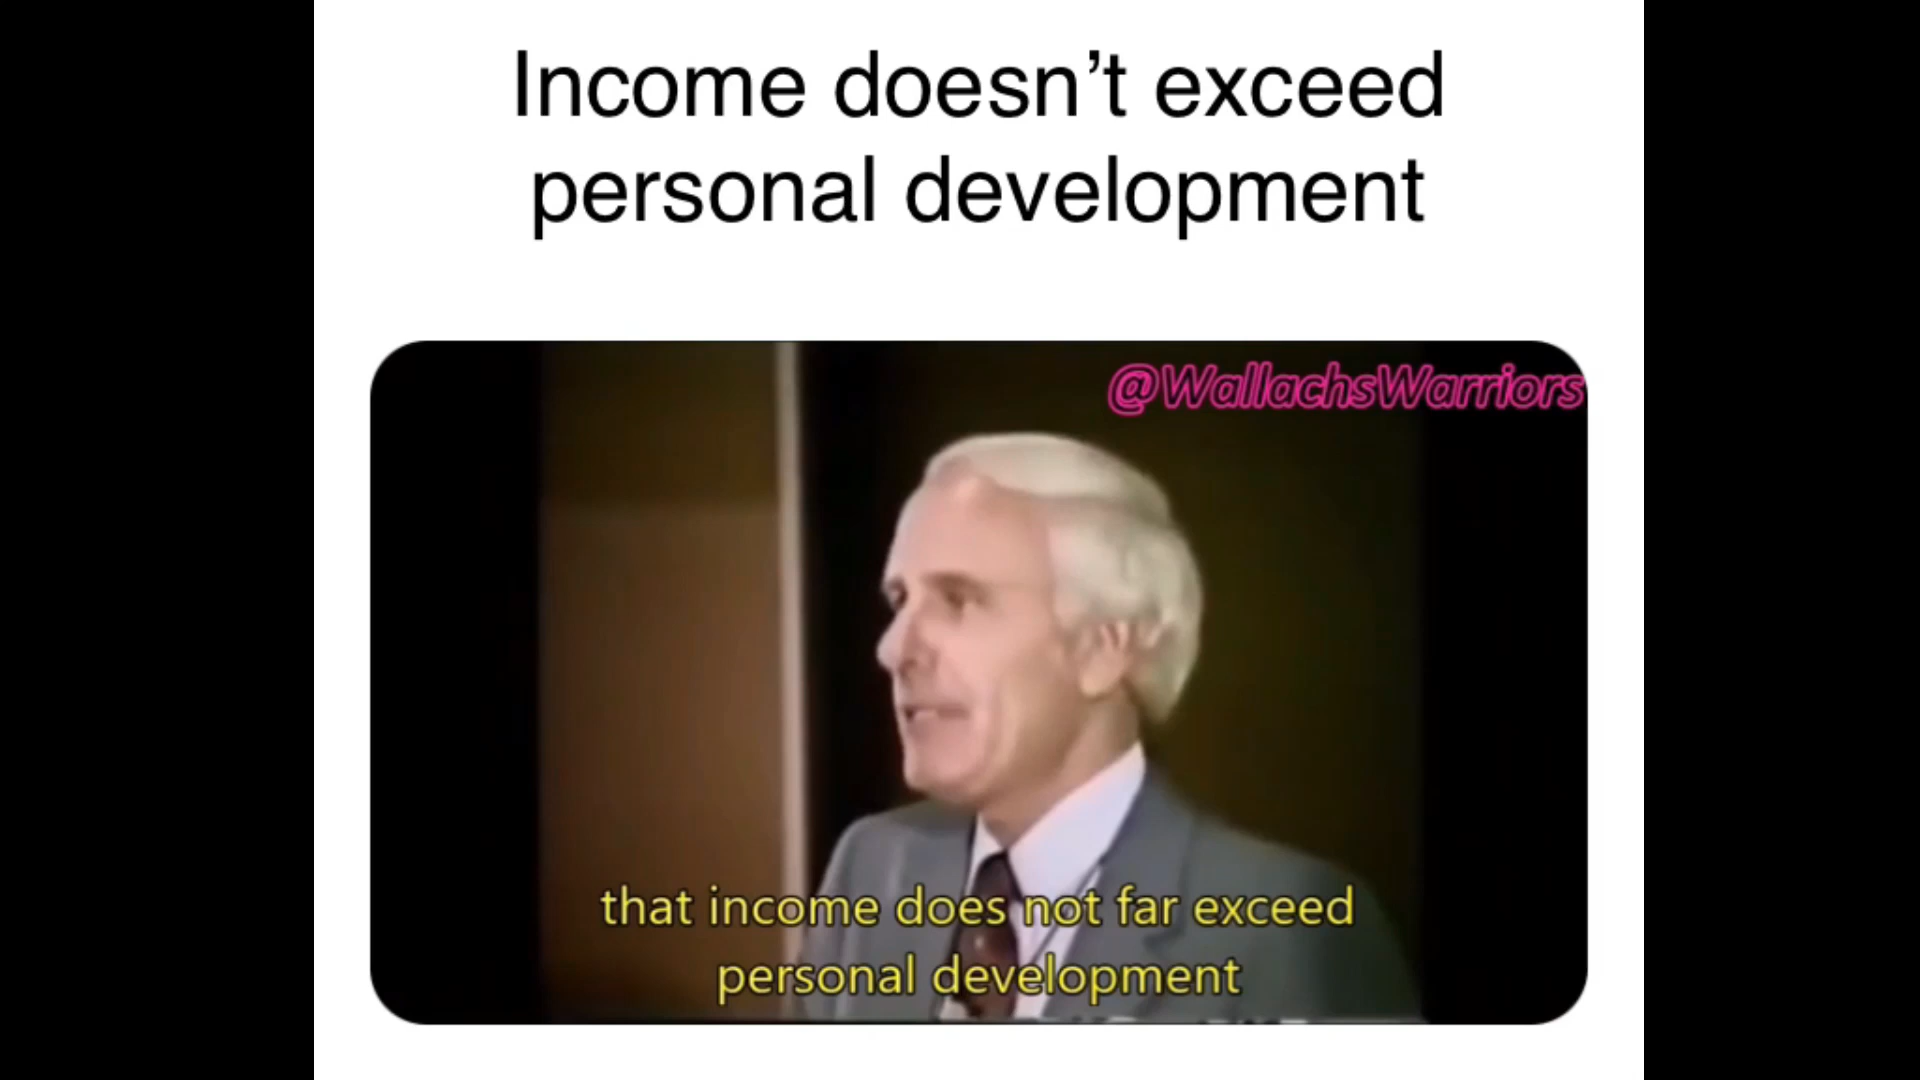 Income doesn’t exceed
personal development
@WallachsWarriors
that income does not far exceed
personal development